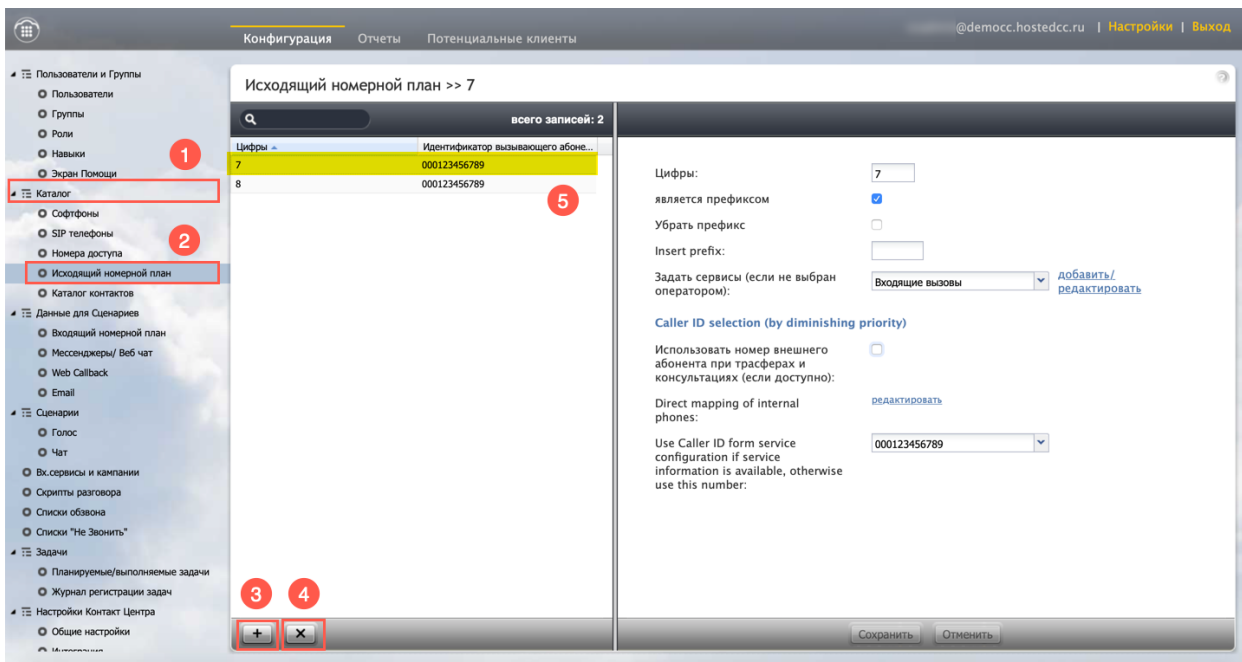 @democc.hostedcc.ru | Настройки | Выход
Конфигурация Отчеты Потенциальные клиенты
Пользователи и Группы
Пользователи
Группы
Роли
Навыки
Экран Помощи
1
Каталог
Софтфоны
SIP телефоны
2
Номера доступа
Исходящий номерной план
Каталог контактов
Данные для Сценариев
Входящий номерной план
Мессенджеры/ Веб чат
Web Callback
Email
Сценарии
Голос
Чат
Вх.сервисы и кампании
Скрипты разговора
Списки обзвона
Списки "Не Звонить"
Задачи
Планируемые/выполняемые задачи
Журнал регистрации задач
Настройки Контакт Центра
Общие настройки
Исходящий номерной план >> 7
?
всего записей: 2
Цифры Идентификатор вызывающего абоне...
7 000123456789
8 000123456789
5
3 4
+ x
Цифры: 7
является префиксом
Убрать префикс
Insert prefix:
Задать сервисы (если не выбран
оператором):
Входящие вызовы
добавить/
редактировать
Caller ID selection (by diminishing priority)
Использовать номер внешнего
абонента при трасферах и
консультациях (если доступно):
Direct mapping of internal
phones:
редактировать
Use Caller ID form service
configuration if service
information is available, otherwise
use this number:
000123456789
Сохранить Отменить